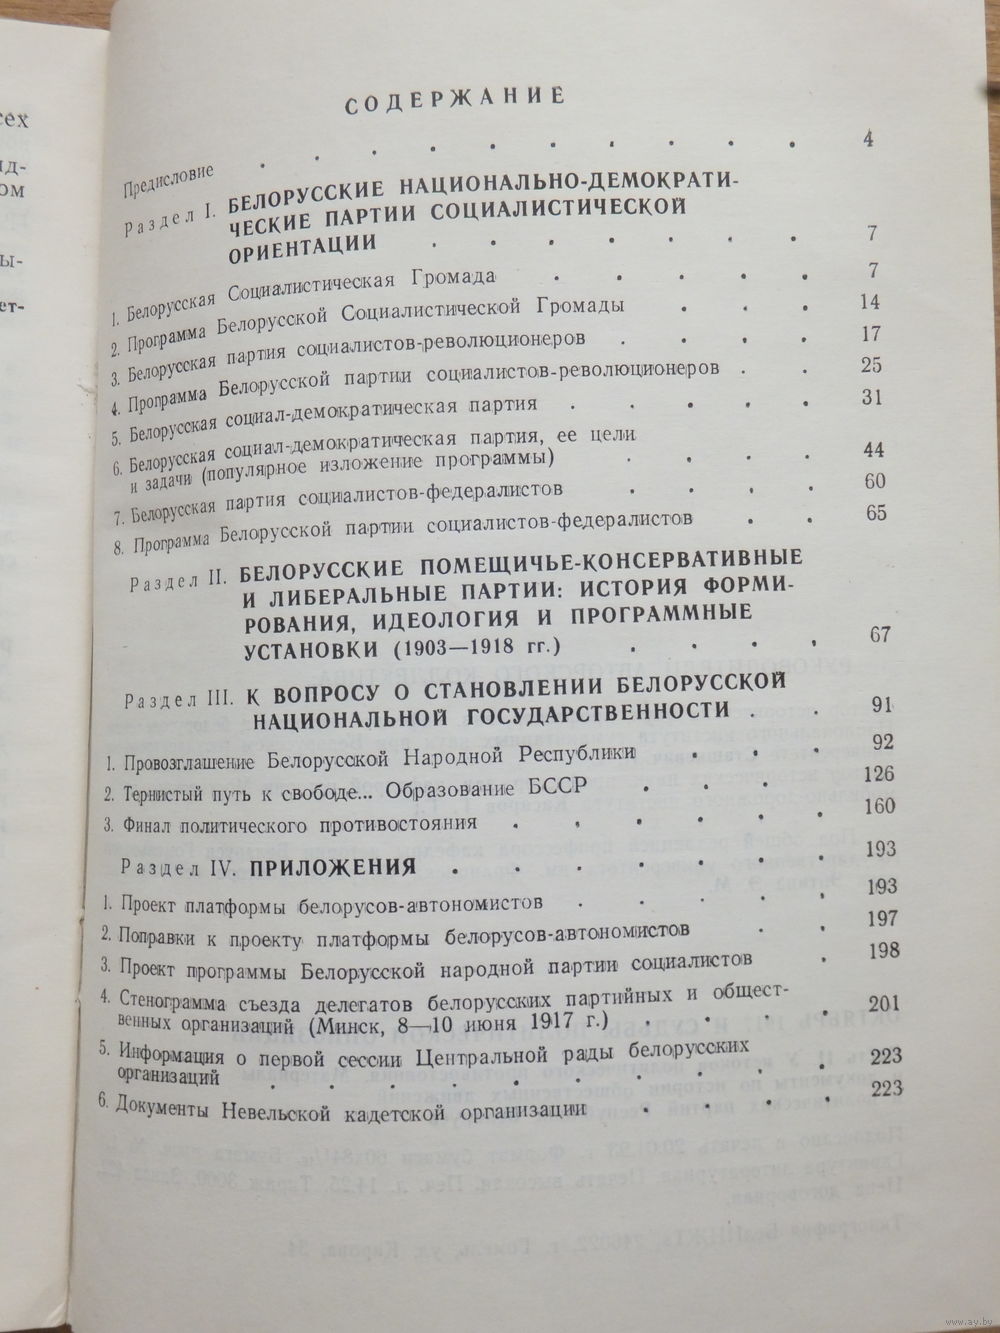 сех
ид-
ом
ы-
ет-
СОДЕРЖАНИЕ
Предисловие . . . . . . . . . . 4
Раздел I. БЕЛОРУССКИЕ НАЦИОНАЛЬНО-ДЕМОКРАТИ-
ЧЕСКИЕ ПАРТИИ СОЦИАЛИСТИЧЕСКОЙ
ОРИЕНТАЦИИ . . . . . . . 7
1. Белорусская Социалистическая Громада . . . . . 7
2. Программа Белорусской Социалистической Громады . . . 14
3. Белорусская партия социалистов-революционеров . . . . 17
4. Программа Белорусской партии социалистов-революционеров . . 25
5. Белорусская социал-демократическая партия . . . . . 31
6. Белорусская социал-демократическая партия, ее цели
и задачи (популярное изложение программы) . . . . 44
7. Белорусская партия социалистов-федералистов . . . . 60
8. Программа Белорусской партии социалистов-федералистов . . 65
Раздел II. БЕЛОРУССКИЕ ПОМЕЩИЧЬЕ-КОНСЕРВАТИВНЫЕ
И ЛИБЕРАЛЬНЫЕ ПАРТИИ: ИСТОРИЯ ФОРМИ-
РОВАНИЯ, ИДЕОЛОГИЯ И ПРОГРАММНЫЕ
УСТАНОВКИ (1903—1918 гг.) . . . . 67
Раздел III. К ВОПРОСУ О СТАНОВЛЕНИИ БЕЛОРУССКОЙ
НАЦИОНАЛЬНОЙ ГОСУДАРСТВЕННОСТИ . . 91
1. Провозглашение Белорусской Народной Республики . . . 92
2. Тернистый путь к свободе... Образование БССР . . . 126
3. Финал политического противостояния . . . . . . 160
Раздел IV. ПРИЛОЖЕНИЯ . . . . . . . 193
1. Проект платформы белорусов-автономистов . . . . . 193
2. Поправки к проекту платформы белорусов-автономистов . . 197
3. Проект программы Белорусской народной партии социалистов . 198
4. Стенограмма съезда делегатов белорусских партийных и общест-
венных организаций (Минск, 8—10 июня 1917 г.) . . . . 201
5. Информация о первой сессии Центральной рады белорусских
организаций . . . . . . . . . . 223
6. Документы Невельской кадетской организации . . . . 223
www.ay.by